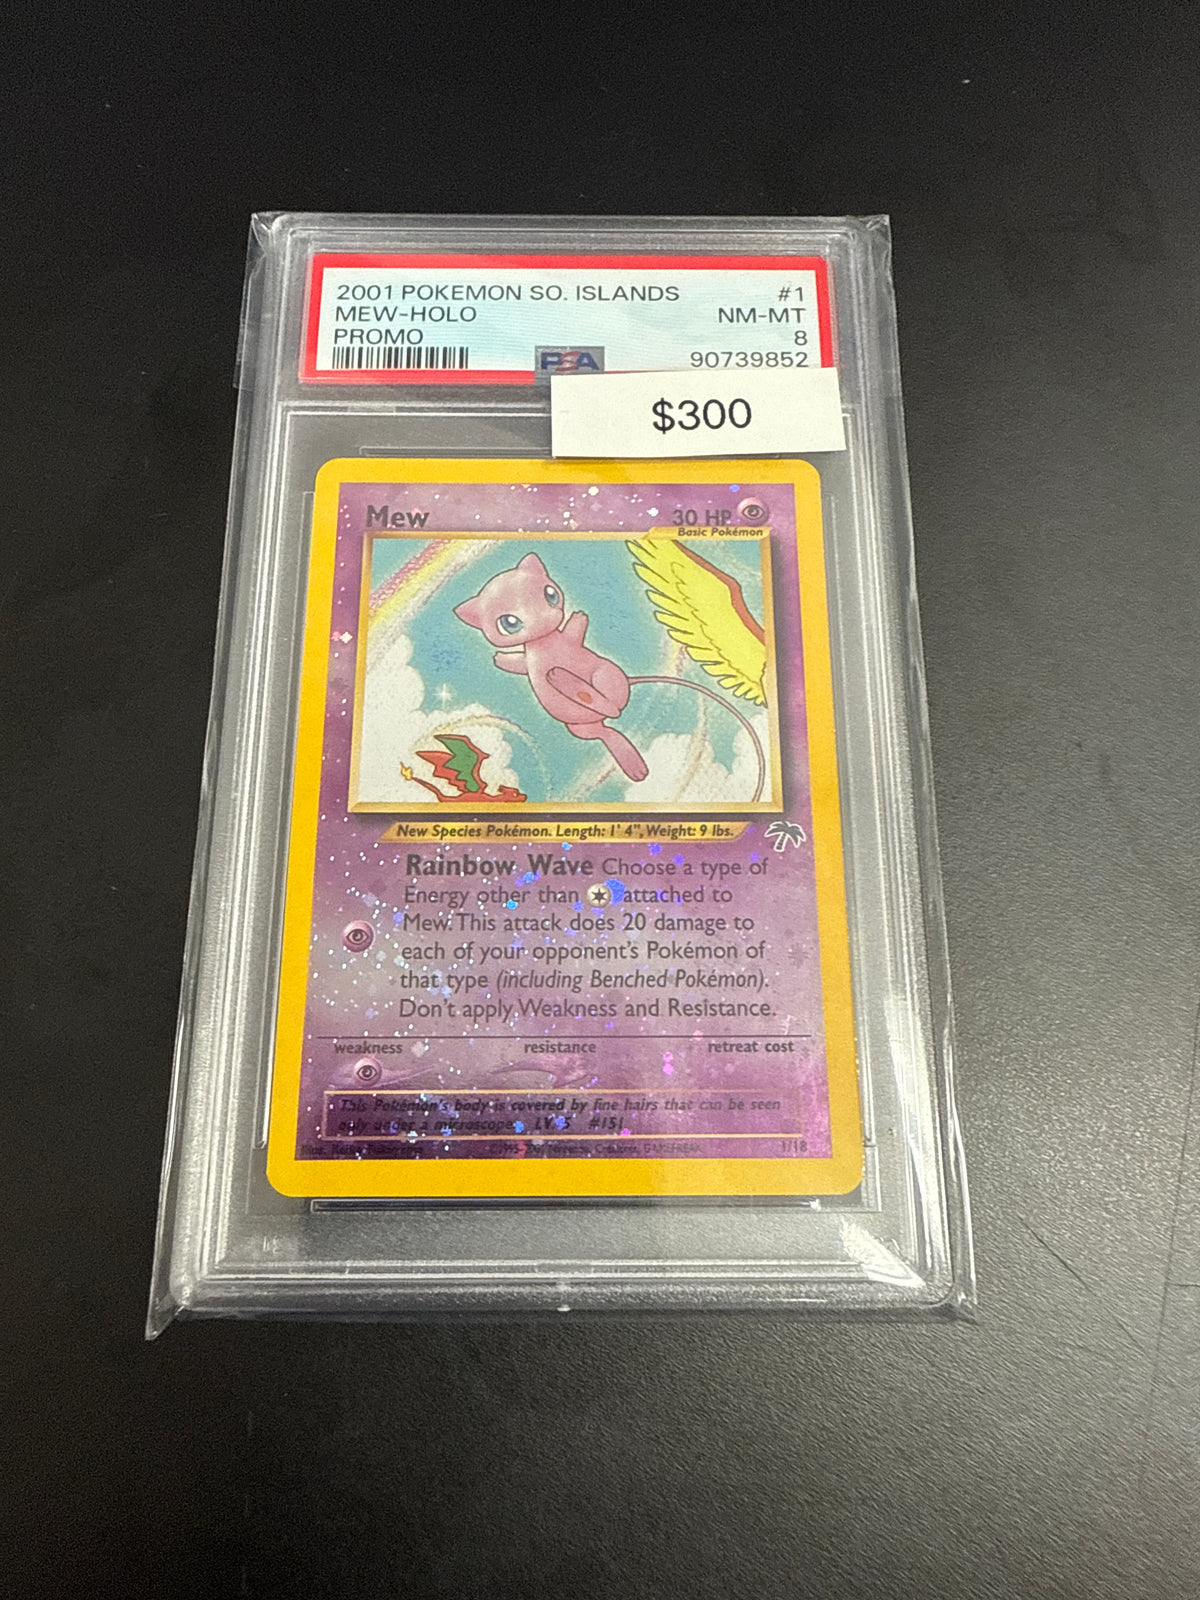 2001 POKEMON SO. ISLANDS #1
MEW-HOLO NM-MT
PROMO 8
PSA 90739852
$300
Mew 30 HP
Basic Pokémon
New Species Pokémon. Length: 1' 4", Weight: 9 lbs.
Rainbow Wave Choose a type of
Energy other than attached to
Mew. This attack does 20 damage to
each of your opponent's Pokémon of
that type (including Benched Pokémon).
Don't apply Weakness and Resistance.
weakness resistance retreat cost
This Pokémon's body is covered by fine hairs that can be seen
only under a microscope. LV. 5 #151
GAMEFREAK 1/18